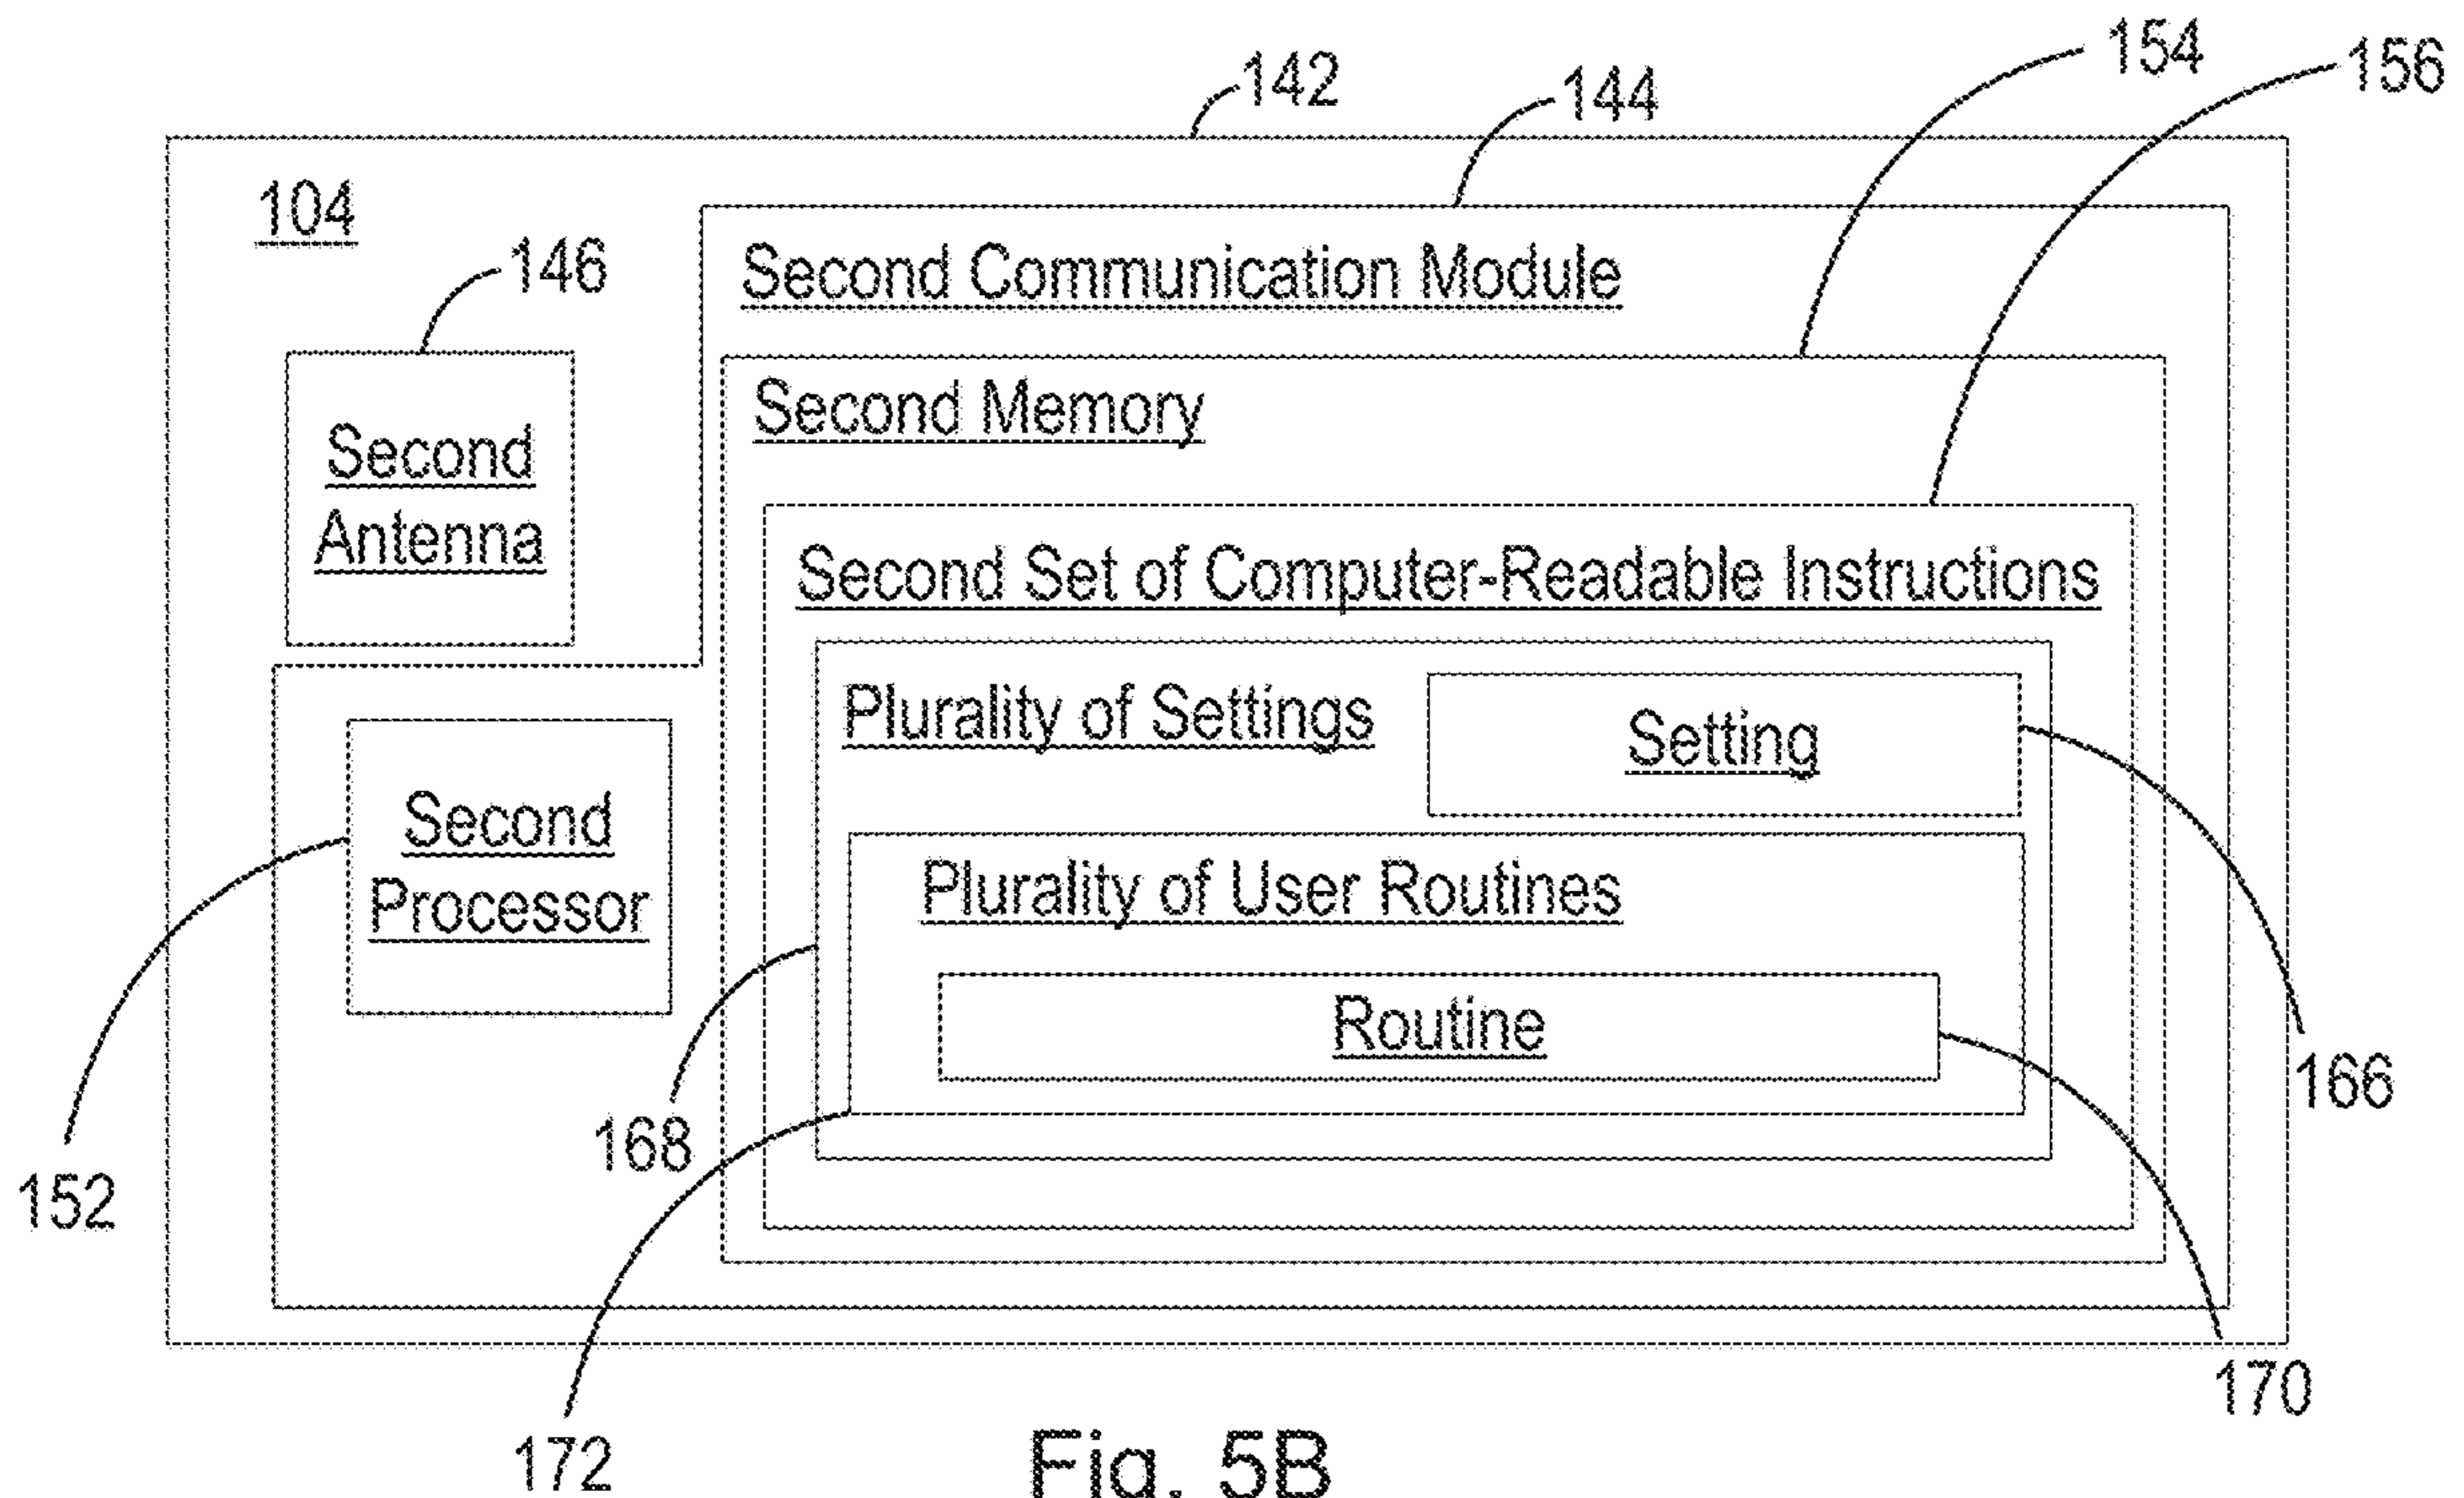 154
142
144
156
104
146
Second Communication Module
Second Memory
Second
Antenna
Second Set of Computer-Readable Instructions
Plurality of Settings
Setting
Second
Processor
Plurality of User Routines
Routine
166
168
152
170
172
Fig. 5B